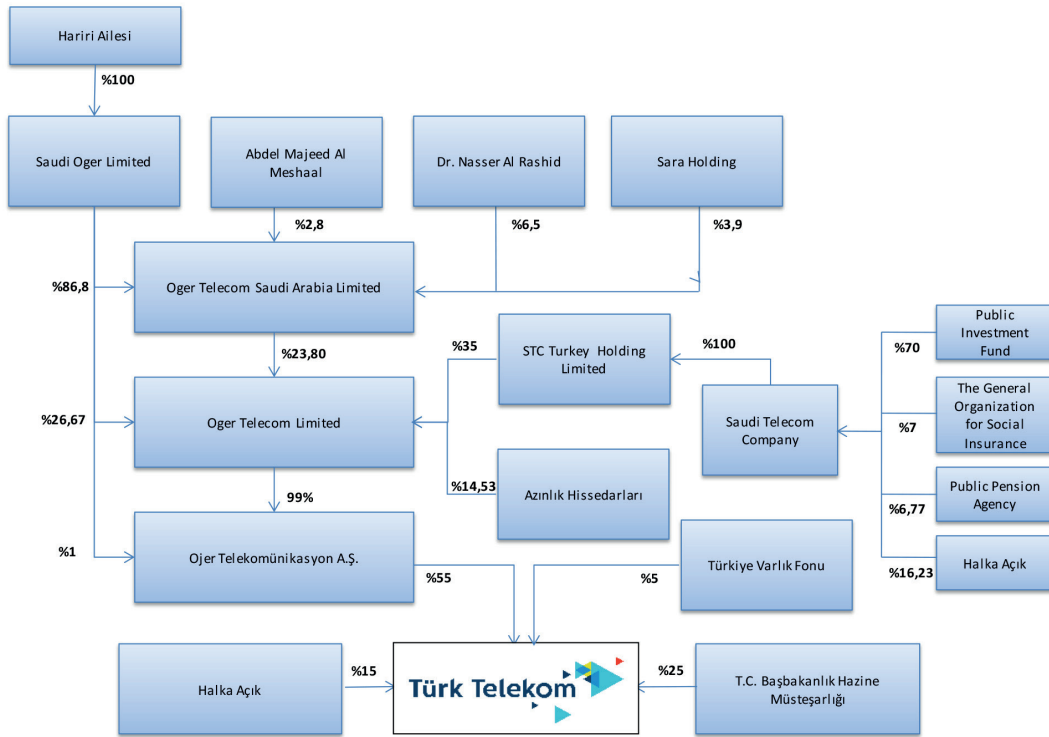 Hariri Ailesi
%100
Saudi Oger Limited
Abdel Majeed Al
Meshaal
Dr. Nasser Al Rashid
Sara Holding
%2,8
%6,5
%3,9
%86,8
Oger Telecom Saudi Arabia Limited
%23,80
%35
STC Turkey Holding
Limited
%100
Public
Investment
Fund
%70
%26,67
Oger Telecom Limited
Saudi Telecom
Company
The General
Organization
for Social
Insurance
%7
99%
%14,53
Azınlık Hissedarları
Public Pension
Agency
%6,77
%1
Ojer Telekomünikasyon A.Ş.
%55
%5
Türkiye Varlık Fonu
%16,23
Halka Açık
Halka Açık
%15
Türk Telekom
%25
T.C. Başbakanlık Hazine
Müsteşarlığı